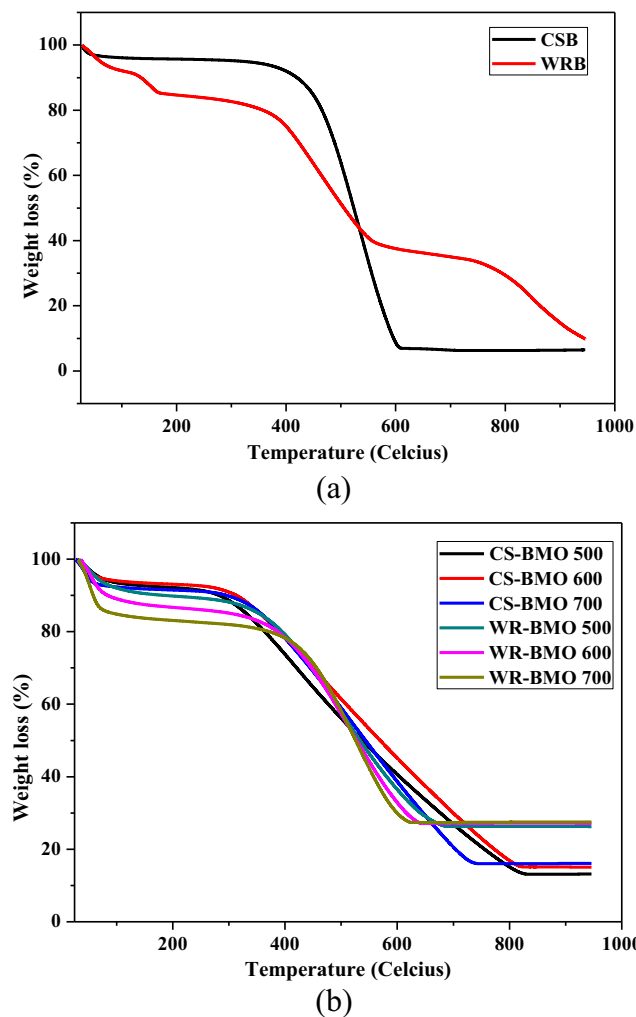 100
80
60
40
20
0
Weight loss (%)
CSB
WRB
200
400
600
800
1000
Temperature (Celcius)
(a)
100
80
60
40
20
0
Weight loss (%)
CS-BMO 500
CS-BMO 600
CS-BMO 700
WR-BMO 500
WR-BMO 600
WR-BMO 700
200
400
600
800
1000
Temperature (Celcius)
(b)